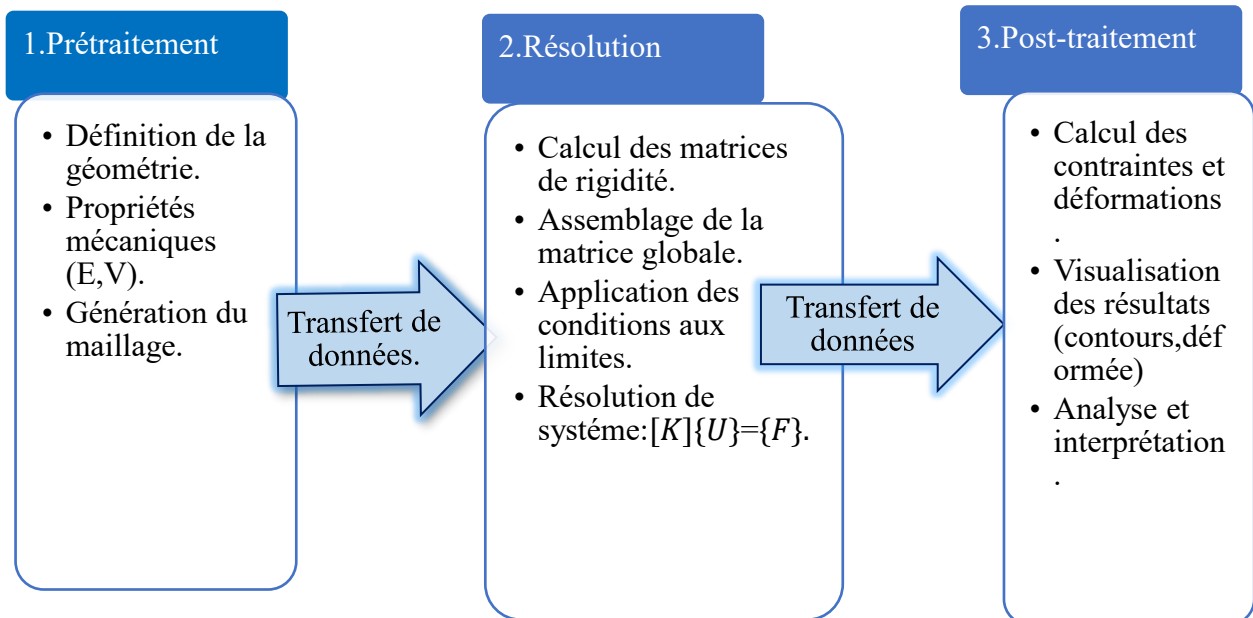 1.Prétraitement
• Définition de la
géométrie.
• Propriétés
mécaniques
(E,V).
• Génération du
maillage.
Transfert de
données.
2.Résolution
• Calcul des matrices
de rigidité.
• Assemblage de la
matrice globale.
• Application des
conditions aux
limites.
• Résolution de
systéme:[K]{U}={F}.
Transfert de
données
3.Post-traitement
• Calcul des
contraintes et
déformations
.
• Visualisation
des résultats
(contours,déf
ormée)
• Analyse et
interprétation
.